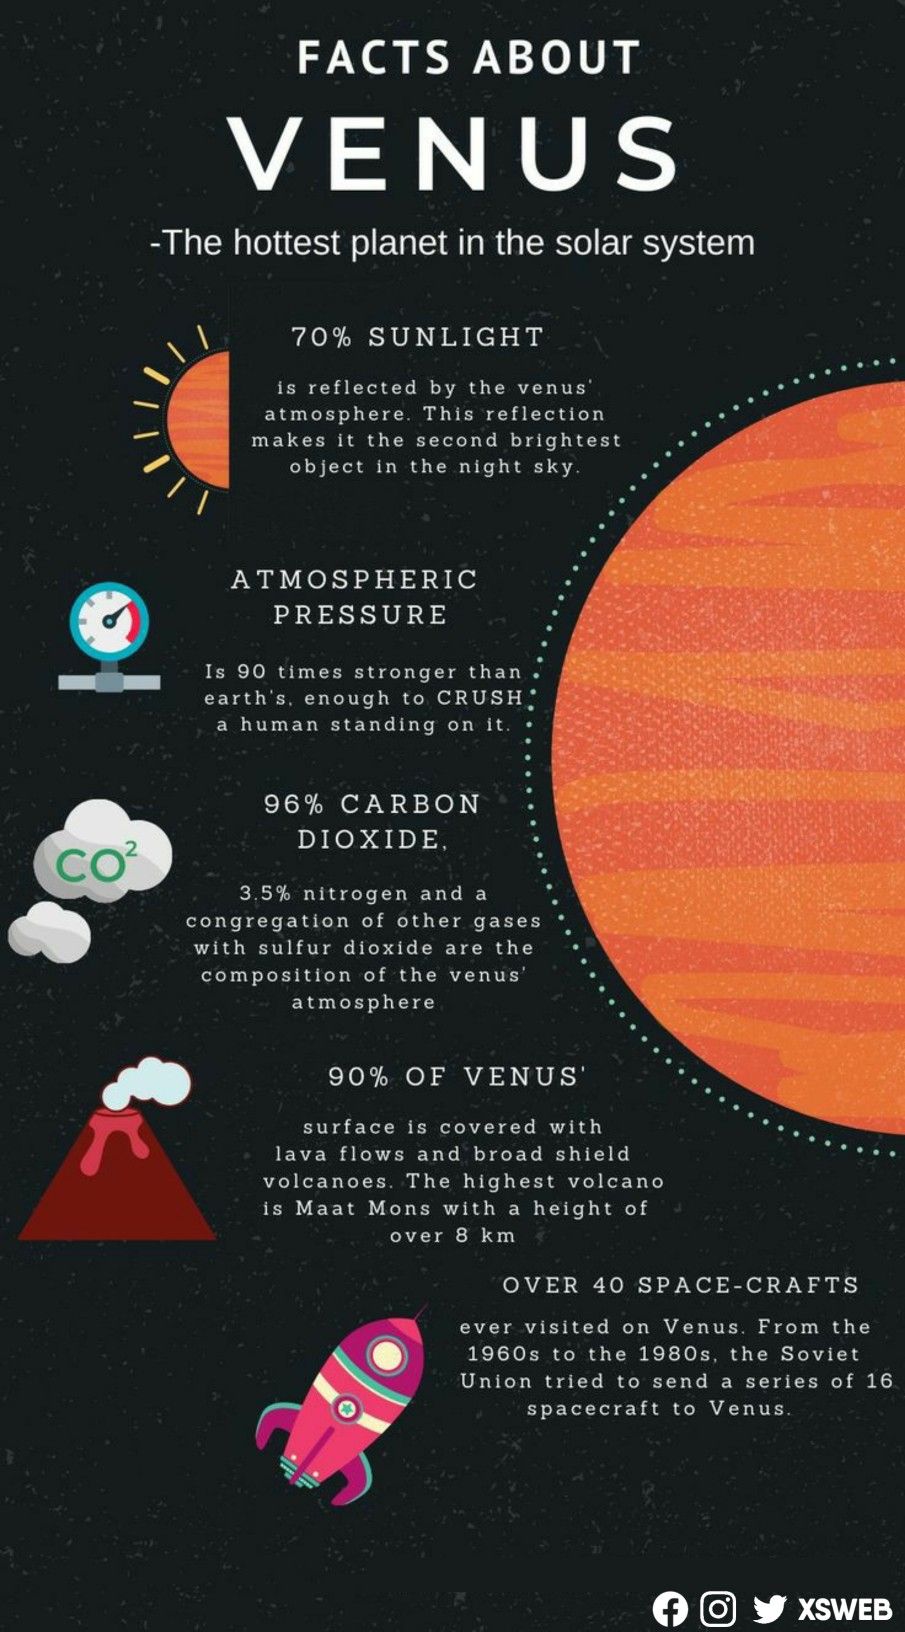 FACTS ABOUT
VENUS
-The hottest planet in the solar system
70% SUNLIGHT
is reflected by the venus'
atmosphere. This reflection
makes it the second brightest
object in the night sky.
ATMOSPHERIC
PRESSURE
Is 90 times stronger than
earth's, enough to CRUSH
a human standing on it.
96% CARBON
DIOXIDE,
CO²
3.5% nitrogen and a
congregation of other gases
with sulfur dioxide are the
composition of the venus'
atmosphere
90% OF VENUS'
surface is covered with
lava flows and broad shield
volcanoes. The highest volcano
is Maat Mons with a height of
over 8 km
OVER 40 SPACE-CRAFTS
ever visited on Venus. From the
1960s to the 1980s, the Soviet
Union tried to send a series of 16
spacecraft to Venus.
XSWEB